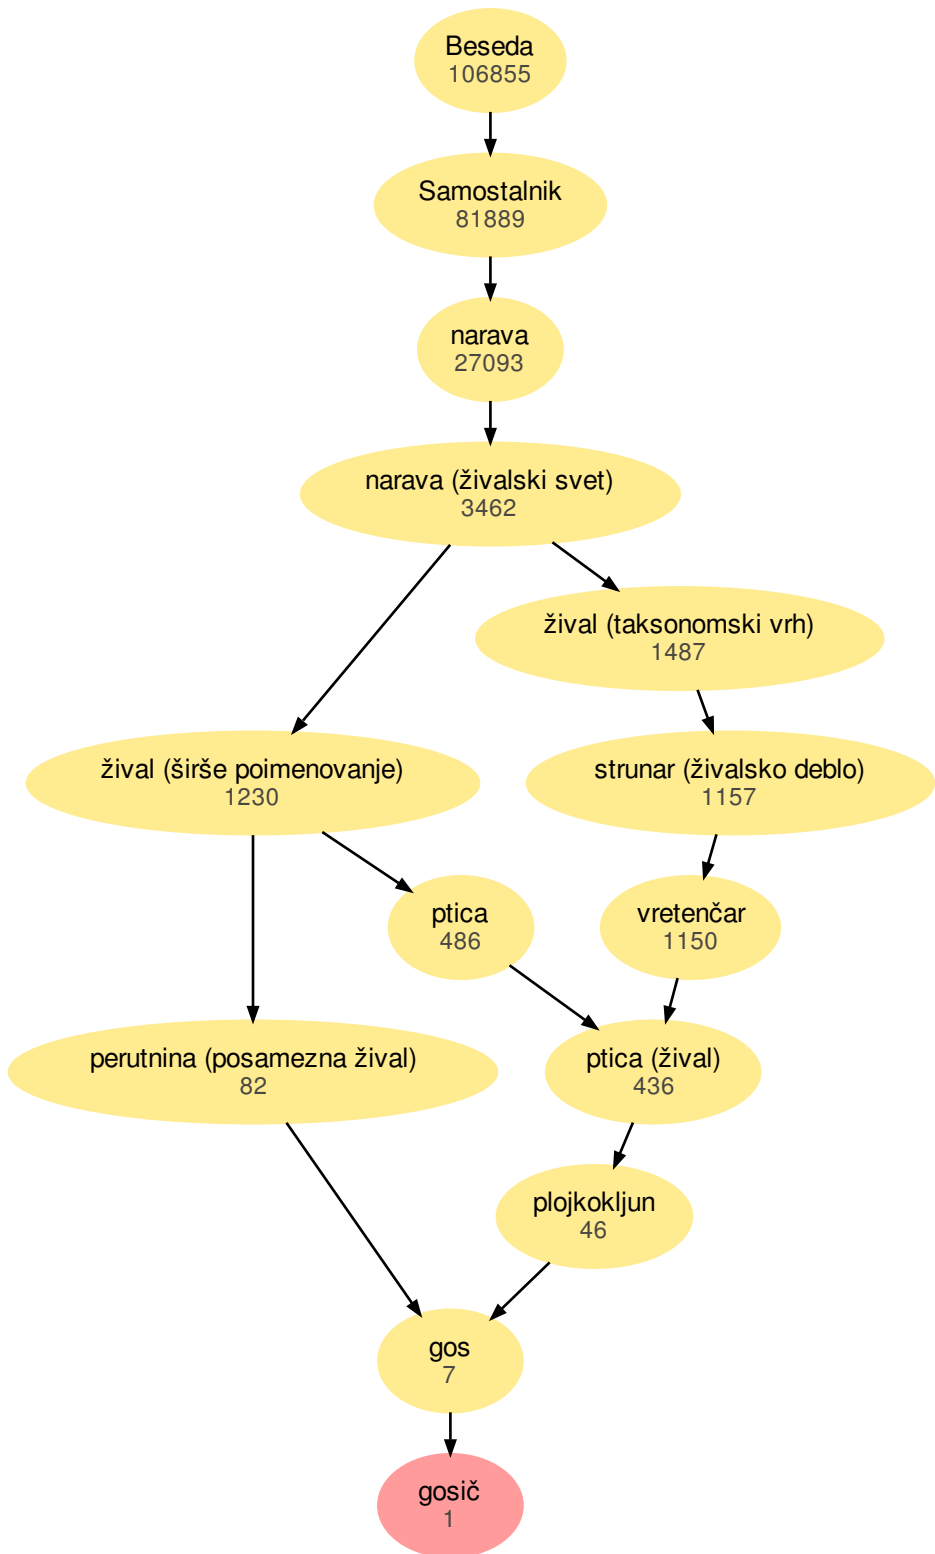 Beseda
106855
Samostalnik
81889
narava
27093
narava (živalski svet)
3462
žival (taksonomski vrh)
1487
žival (širše poimenovanje)
1230
strunar (živalsko deblo)
1157
ptica
486
vretenčar
1150
perutnina (posamezna žival)
82
ptica (žival)
436
plojkokljun
46
gos
7
gosič
1